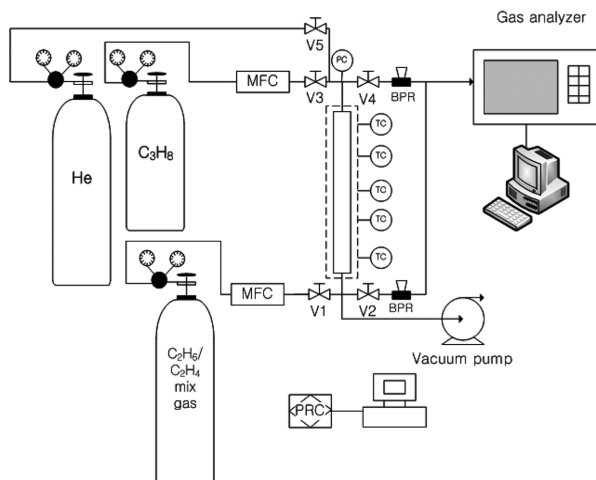 Gas analyzer
V5
PC
MFC
V3
V4
BPR
TC
TC
TC
TC
TC
He
C₃H₈
MFC
V1
V2
BPR
Vacuum pump
C₂H₆/
C₂H₄
mix
gas
PRC